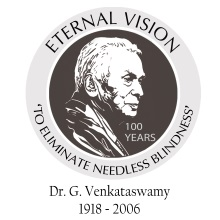 ETERNAL VISION
100
YEARS
'TO ELIMINATE NEEDLESS BLINDNESS'
Dr. G. Venkataswamy
1918 - 2006